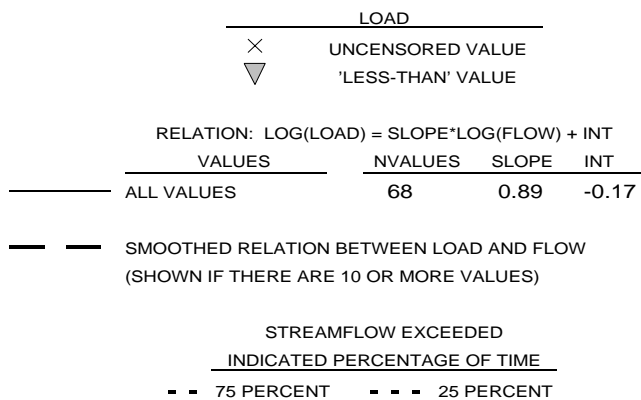 LOAD
UNCENSORED VALUE
'LESS-THAN' VALUE
RELATION: LOG(LOAD) = SLOPE*LOG(FLOW) + INT
VALUES NVALUES SLOPE INT
ALL VALUES 68 0.89 -0.17
SMOOTHED RELATION BETWEEN LOAD AND FLOW
(SHOWN IF THERE ARE 10 OR MORE VALUES)
STREAMFLOW EXCEEDED
INDICATED PERCENTAGE OF TIME
75 PERCENT 25 PERCENT